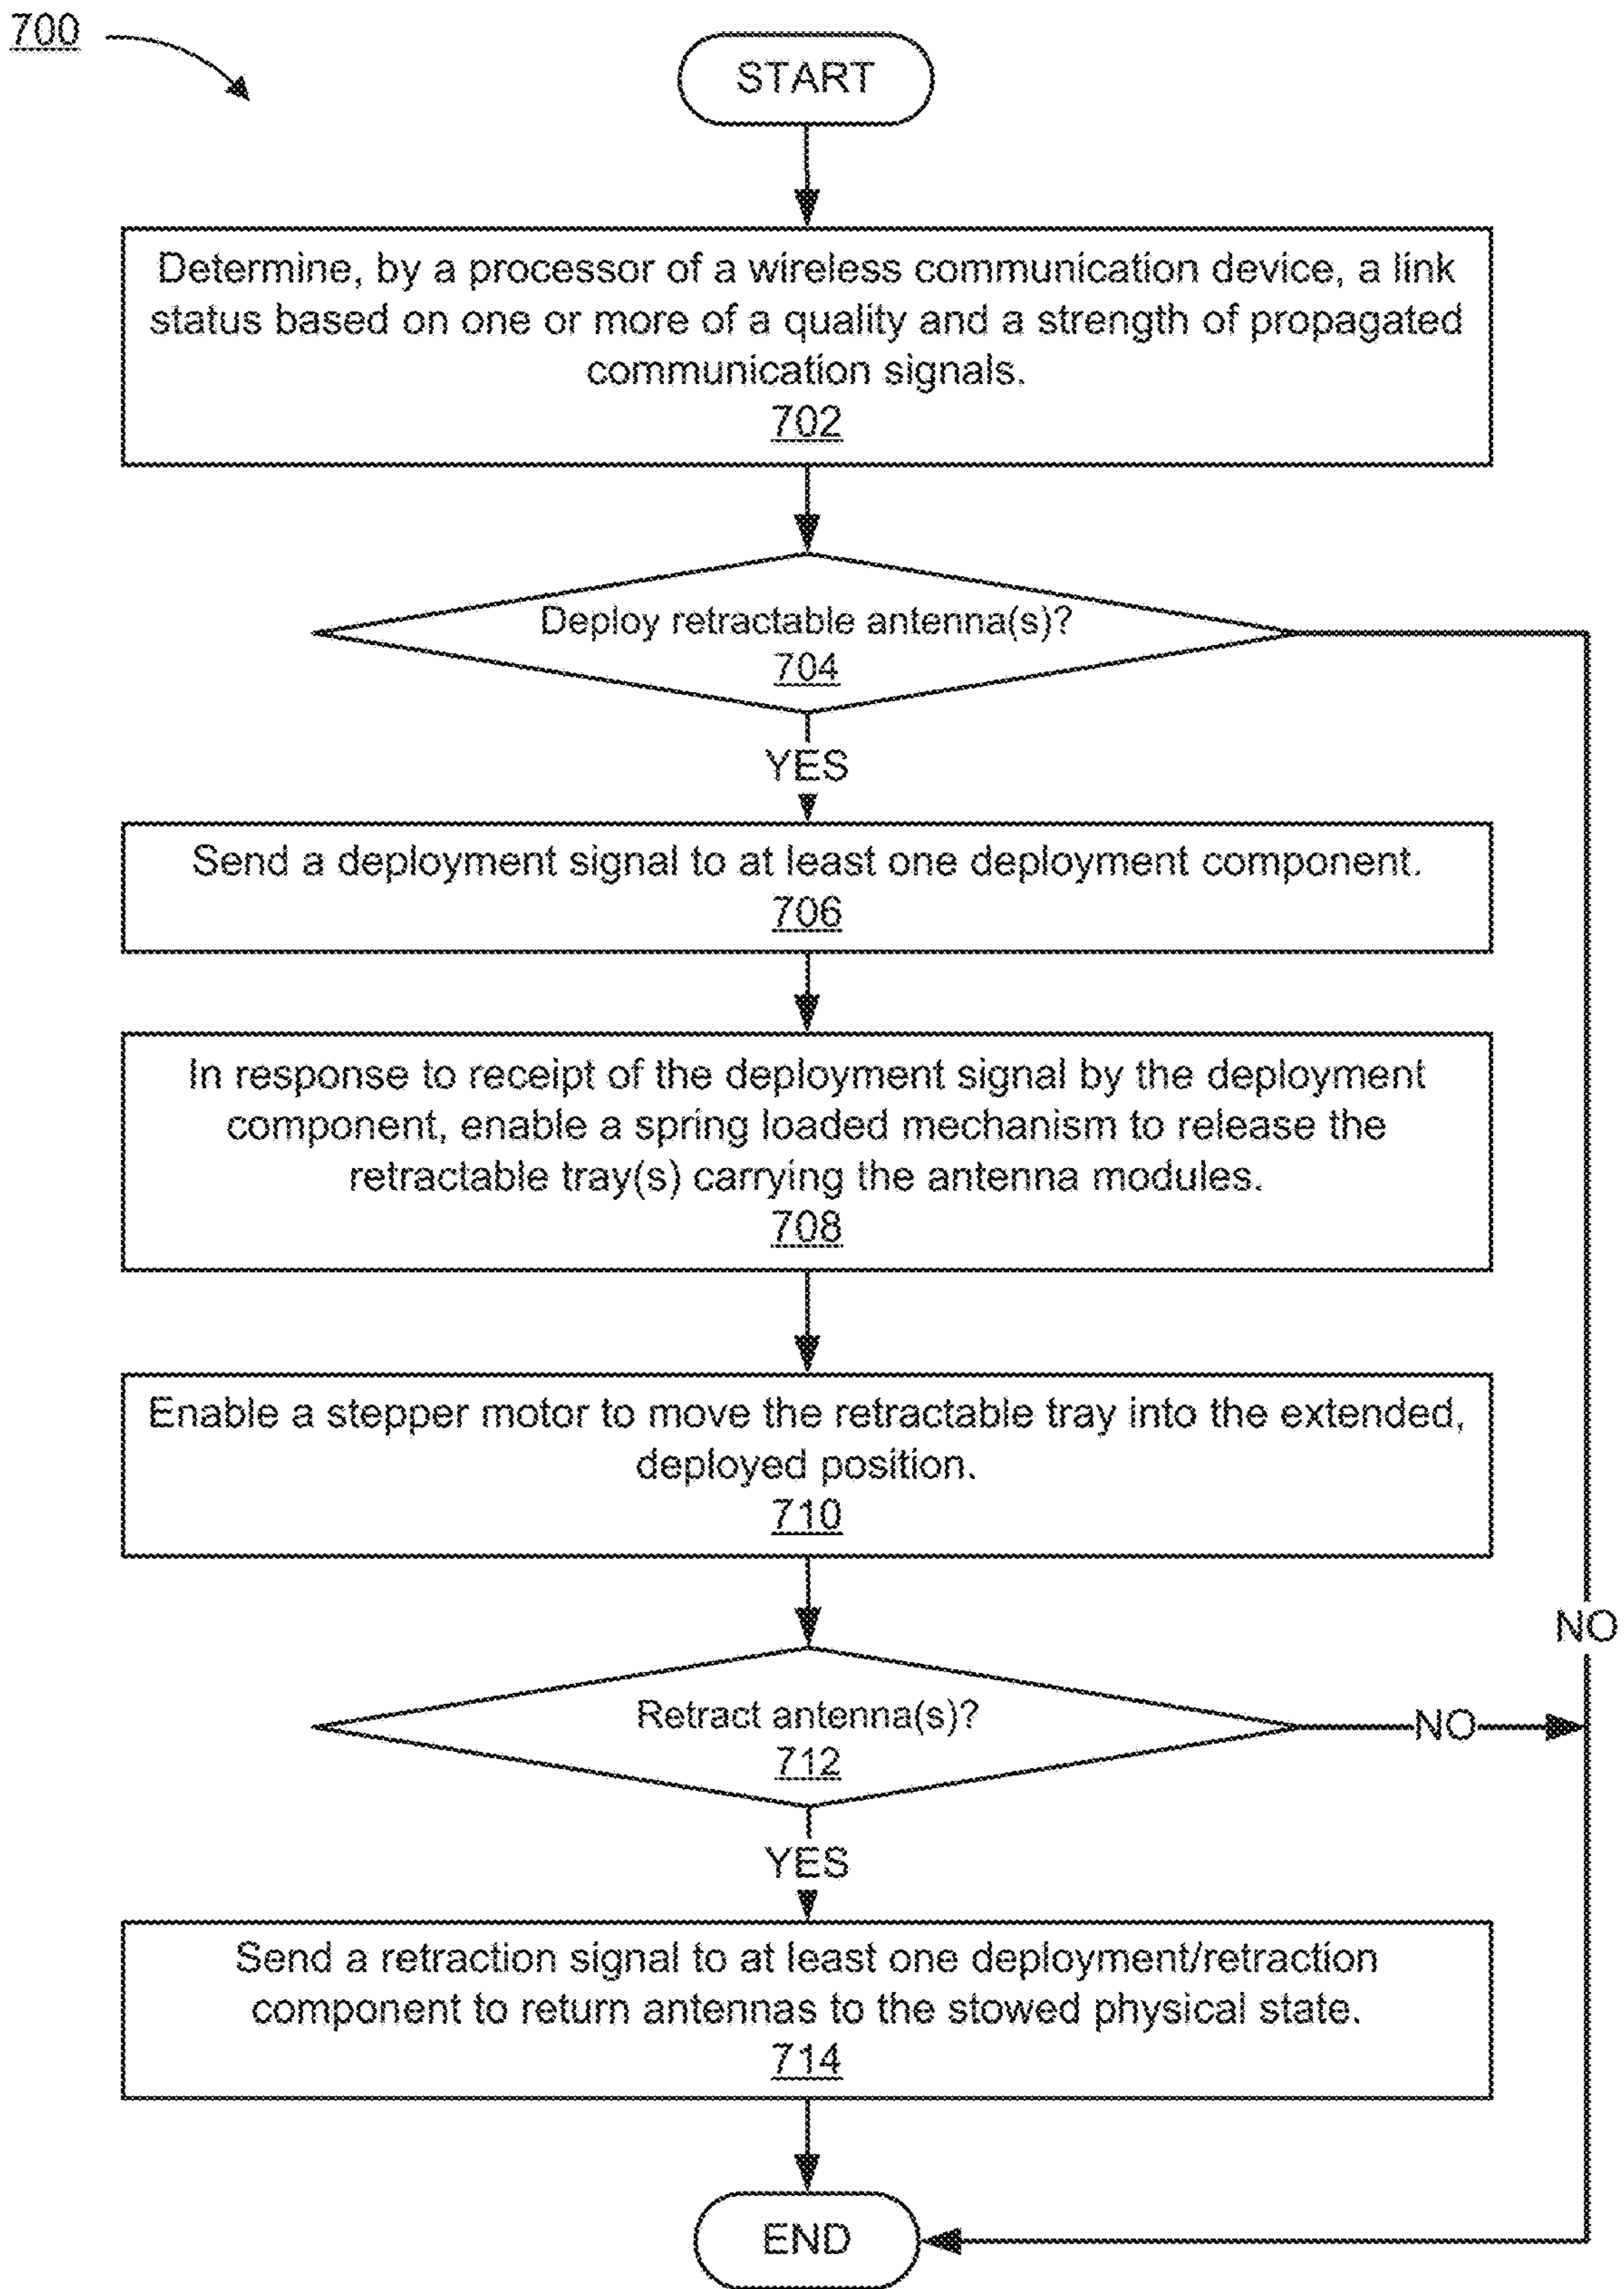 700
START
Determine, by a processor of a wireless communication device, a link
status based on one or more of a quality and a strength of propagated
communication signals.
702
Deploy retractable antenna(s)?
704
YES
Send a deployment signal to at least one deployment component.
706
In response to receipt of the deployment signal by the deployment
component, enable a spring loaded mechanism to release the
retractable tray(s) carrying the antenna modules.
708
Enable a stepper motor to move the retractable tray into the extended,
deployed position.
710
NO
Retract antenna(s)?
712
NO
YES
Send a retraction signal to at least one deployment/retraction
component to return antennas to the stowed physical state.
714
END